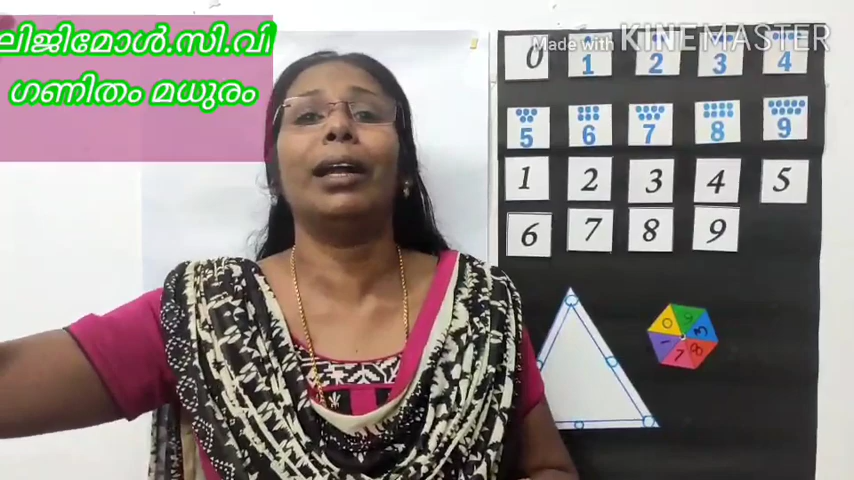 ലിജിമോൾ.സി.വി
ഗണിതം മധുരം
Made with KINEMASTER
0 1 2 3 4
5 6 7 8 9
1 2 3 4 5
6 7 8 9